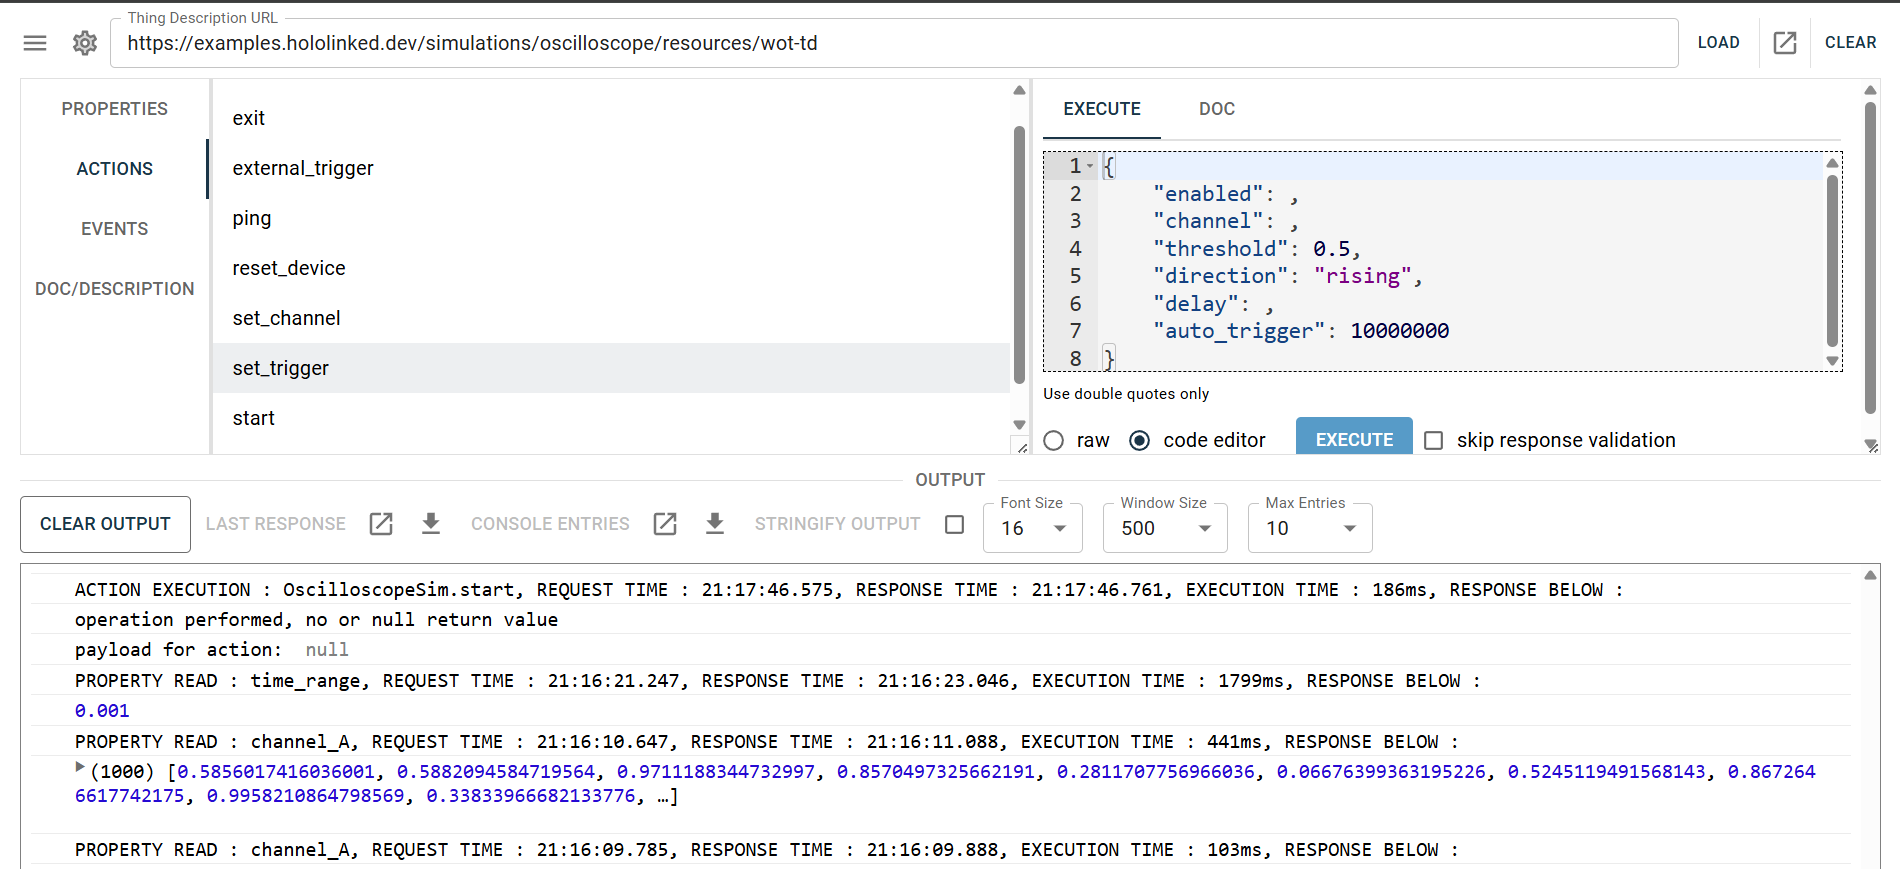 Thing Description URL
https://examples.hololinked.dev/simulations/oscilloscope/resources/wot-td
LOAD
CLEAR
PROPERTIES
ACTIONS
EVENTS
DOC/DESCRIPTION
exit
external_trigger
ping
reset_device
set_channel
set_trigger
start
EXECUTE DOC
1 {
2 "enabled": ,
3 "channel": ,
4 "threshold": 0.5,
5 "direction": "rising",
6 "delay": ,
7 "auto_trigger": 10000000
8 }
Use double quotes only
raw code editor EXECUTE skip response validation
OUTPUT
CLEAR OUTPUT LAST RESPONSE CONSOLE ENTRIES STRINGIFY OUTPUT
Font Size
16
Window Size
500
Max Entries
10
ACTION EXECUTION : OscilloscopeSim.start, REQUEST TIME : 21:17:46.575, RESPONSE TIME : 21:17:46.761, EXECUTION TIME : 186ms, RESPONSE BELOW :
operation performed, no or null return value
payload for action: null
PROPERTY READ : time_range, REQUEST TIME : 21:16:21.247, RESPONSE TIME : 21:16:23.046, EXECUTION TIME : 1799ms, RESPONSE BELOW :
0.001
PROPERTY READ : channel_A, REQUEST TIME : 21:16:10.647, RESPONSE TIME : 21:16:11.088, EXECUTION TIME : 441ms, RESPONSE BELOW :
(1000) [0.5856017416036001, 0.5882094584719564, 0.9711188344732997, 0.8570497325662191, 0.2811707756966036, 0.06676399363195226, 0.5245119491568143, 0.867264
6617742175, 0.9958210864798569, 0.33833966682133776, …]
PROPERTY READ : channel_A, REQUEST TIME : 21:16:09.785, RESPONSE TIME : 21:16:09.888, EXECUTION TIME : 103ms, RESPONSE BELOW :